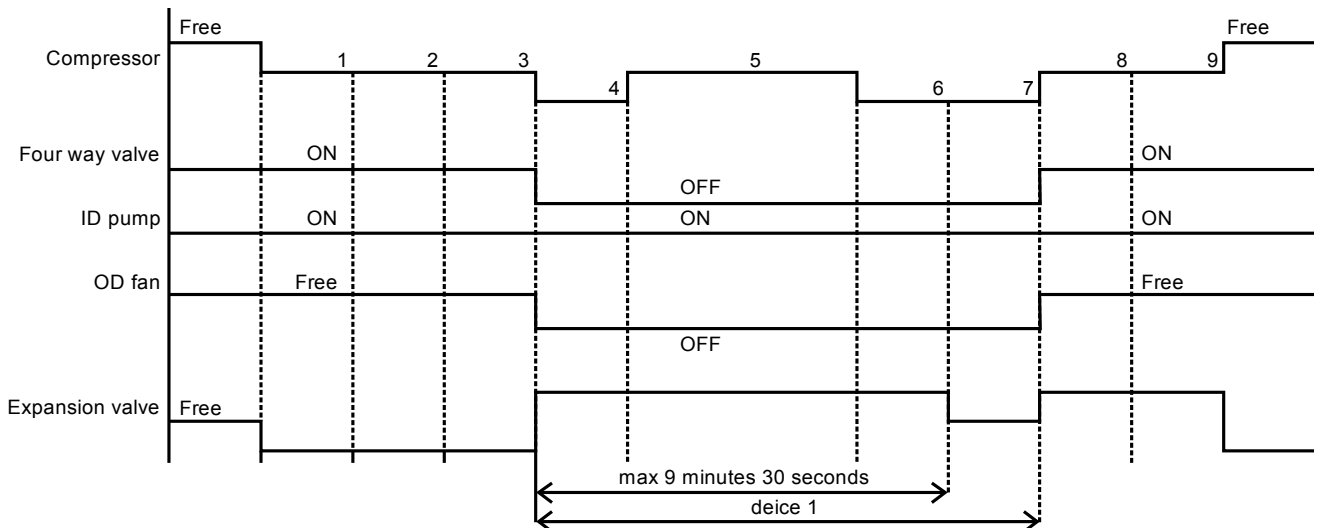 Free Free
Compressor 1 2 3 5 8 9
4 6 7
Four way valve ON ON
OFF
ID pump ON ON ON
OD fan Free Free
OFF
Expansion valve Free
max 9 minutes 30 seconds
deice 1